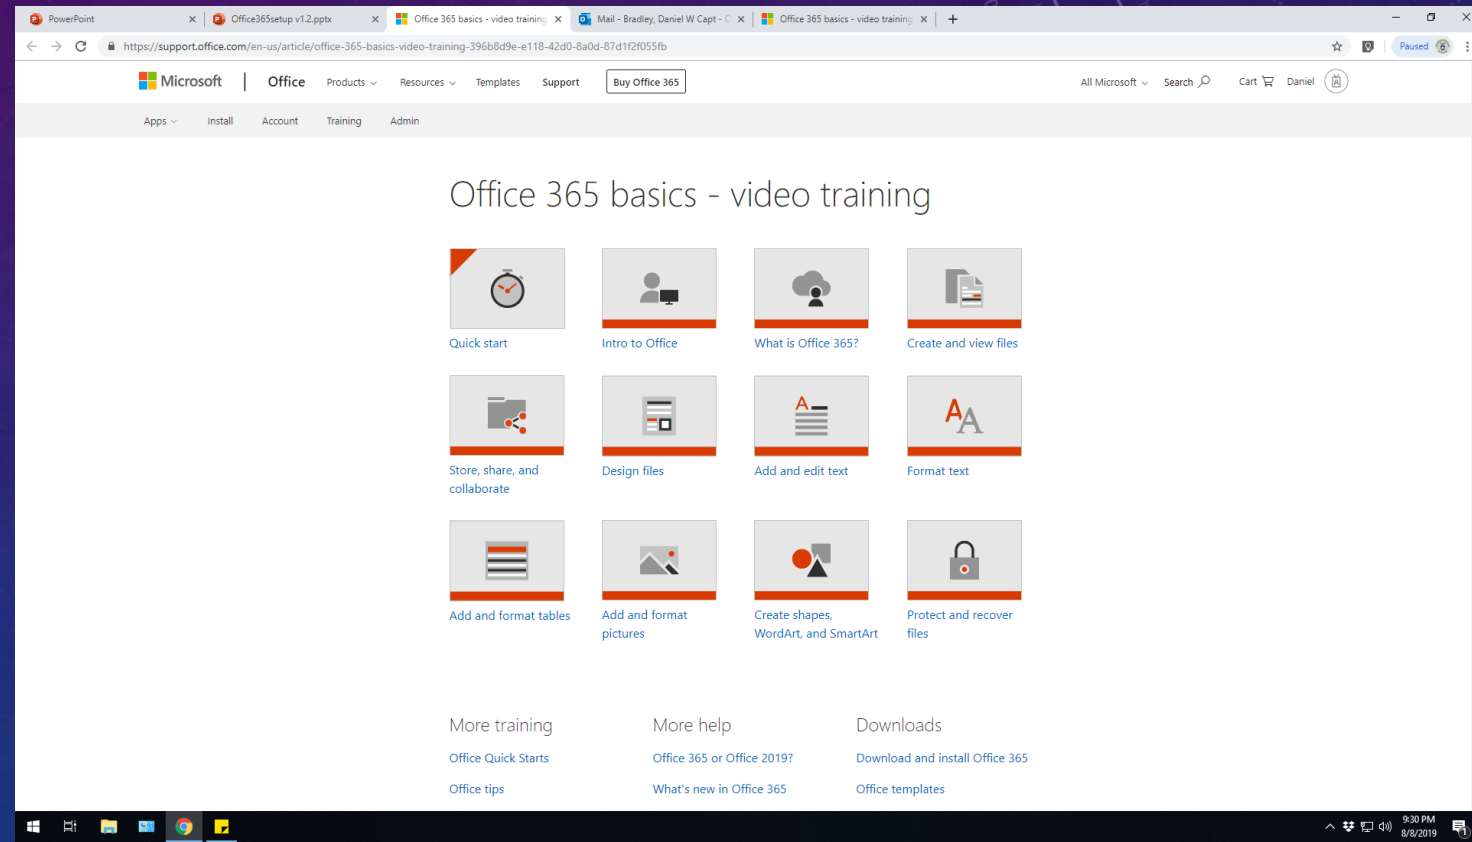 PowerPoint
Office365setup v1.2.pptx
Office 365 basics - video training
Mail - Bradley, Daniel W Capt - O
Office 365 basics - video training
https://support.office.com/en-us/article/office-365-basics-video-training-396b8d9e-e118-42d0-8a0d-87d1f2f055fb
Paused
Microsoft
Office
Products
Resources
Templates
Support
Buy Office 365
All Microsoft
Search
Cart
Daniel
Apps
Install
Account
Training
Admin
Office 365 basics - video training
Quick start
Intro to Office
What is Office 365?
Create and view files
Store, share, and
collaborate
Design files
Add and edit text
Format text
Add and format tables
Add and format
pictures
Create shapes,
WordArt, and SmartArt
Protect and recover
files
More training
More help
Downloads
Office Quick Starts
Office 365 or Office 2019?
Download and install Office 365
Office tips
What's new in Office 365
Office templates
9:30 PM
8/8/2019
1